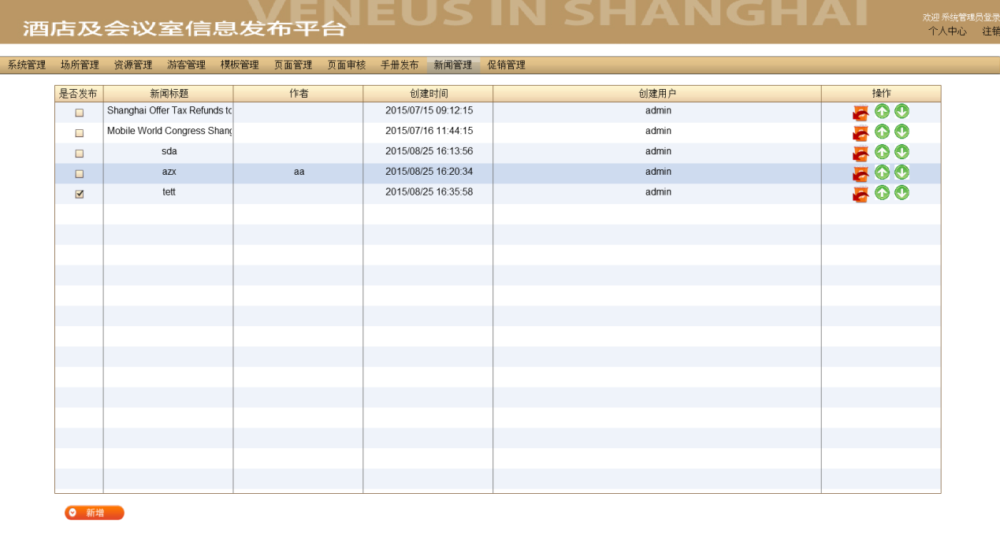 VENEUS IN SHANGHAI
酒店及会议室信息发布平台
欢迎 系统管理员登录
个人中心 注销
系统管理 场所管理 资源管理 游客管理 模板管理 页面管理 页面审核 手册发布 新闻管理 促销管理
是否发布 新闻标题 作者 创建时间 创建用户 操作
Shanghai Offer Tax Refunds to 2015/07/15 09:12:15 admin
Mobile World Congress Shang 2015/07/16 11:44:15 admin
sda 2015/08/25 16:13:56 admin
azx aa 2015/08/25 16:20:34 admin
tett 2015/08/25 16:35:58 admin
新增